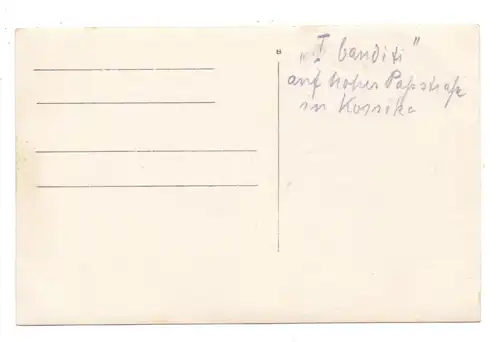 „I banditi"
auf hoher Paßstraße
in Korsika